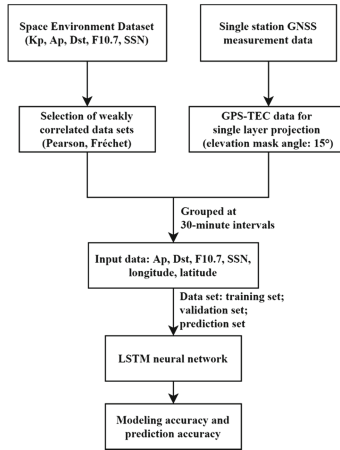 Space Environment Dataset
(Kp, Ap, Dst, F10.7, SSN)
Single station GNSS
measurement data
Selection of weakly
correlated data sets
(Pearson, Fréchet)
GPS-TEC data for
single layer projection
(elevation mask angle: 15°)
Grouped at
30-minute intervals
Input data: Ap, Dst, F10.7, SSN,
longitude, latitude
Data set: training set;
validation set;
prediction set
LSTM neural network
Modeling accuracy and
prediction accuracy